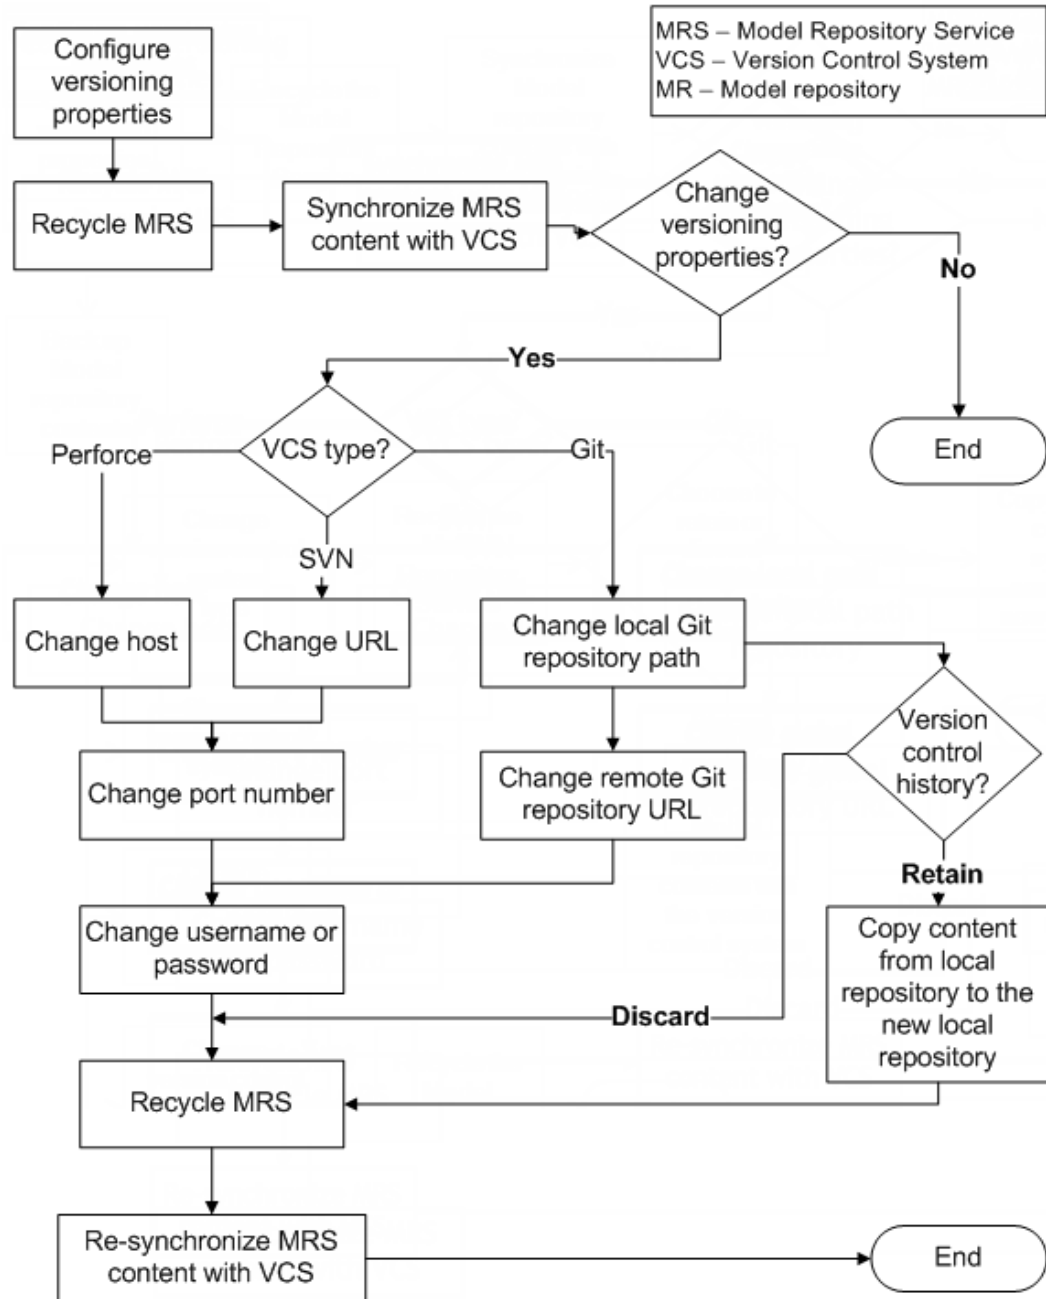 Configure
versioning
properties
MRS – Model Repository Service
VCS – Version Control System
MR – Model repository
Recycle MRS
Synchronize MRS
content with VCS
Change
versioning
properties?
No
Yes
End
Perforce
VCS type?
Git
SVN
Change host
Change URL
Change local Git
repository path
Version
control
history?
Change port number
Change remote Git
repository URL
Retain
Change username or
password
Copy content
from local
repository to the
new local
repository
Discard
Recycle MRS
Re-synchronize MRS
content with VCS
End